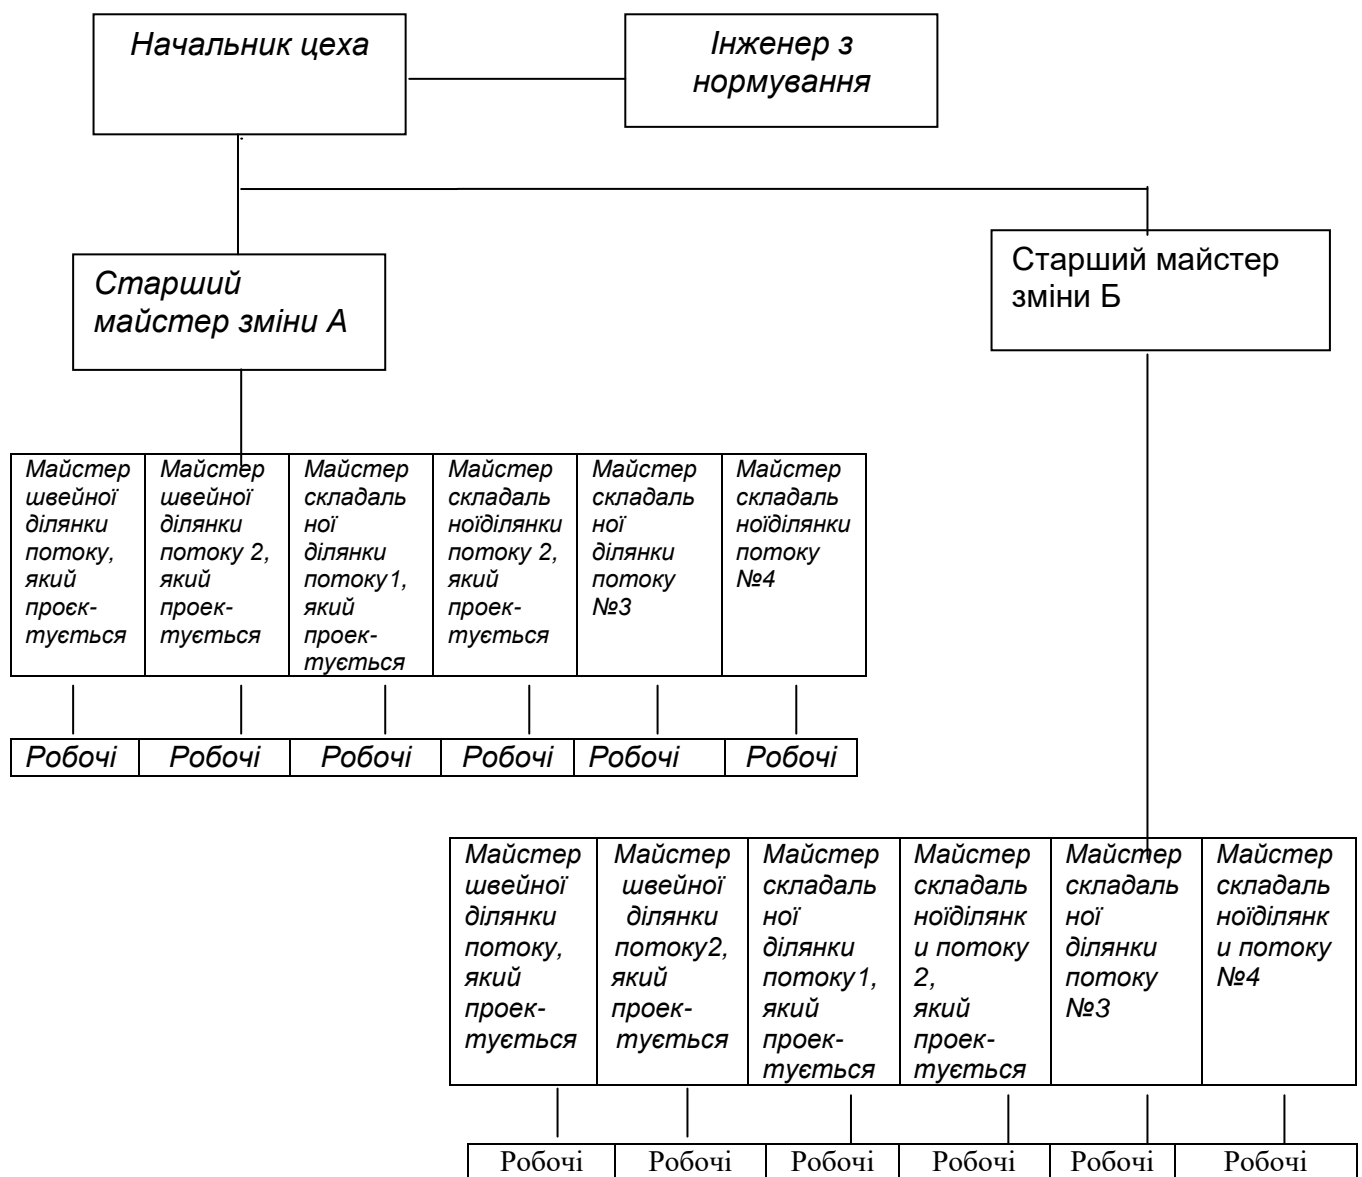 Начальник цеха
Інженер з
нормування
Старший
майстер зміни А
Старший майстер
зміни Б
Майстер
швейної
ділянки
потоку,
який
проєк-
тується
Майстер
швейної
ділянки
потоку 2,
який
проек-
тується
Майстер
складаль
ної
ділянки
потоку1,
який
проек-
тується
Майстер
складаль
ноїділянки
потоку 2,
який
проек-
тується
Майстер
складаль
ної
ділянки
потоку
№3
Майстер
складаль
ноїділянки
потоку
№4
Робочі
Робочі
Робочі
Робочі
Робочі
Робочі
Майстер
швейної
ділянки
потоку,
який
проек-
тується
Майстер
швейної
ділянки
потоку2,
який
проек-
тується
Майстер
складаль
ної
ділянки
потоку1,
який
проек-
тується
Майстер
складаль
ноїділянк
и потоку
2,
який
проек-
тується
Майстер
складаль
ної
ділянки
потоку
№3
Майстер
складаль
ноїділянк
и потоку
№4
Робочі
Робочі
Робочі
Робочі
Робочі
Робочі